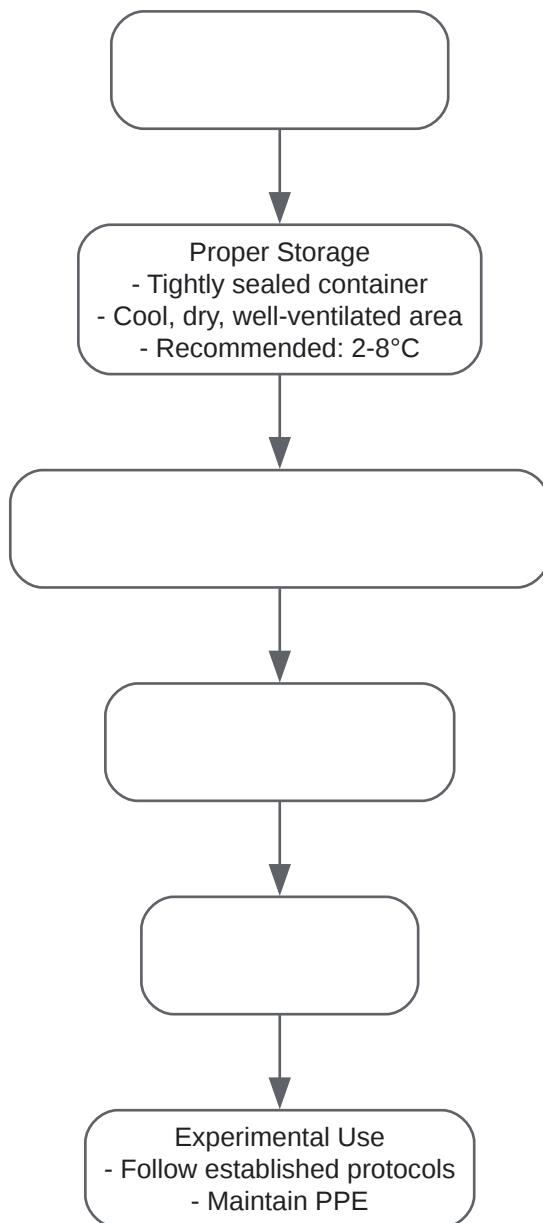 Proper Storage
- Tightly sealed container
- Cool, dry, well-ventilated area
- Recommended: 2-8°C
Experimental Use
- Follow established protocols
- Maintain PPE